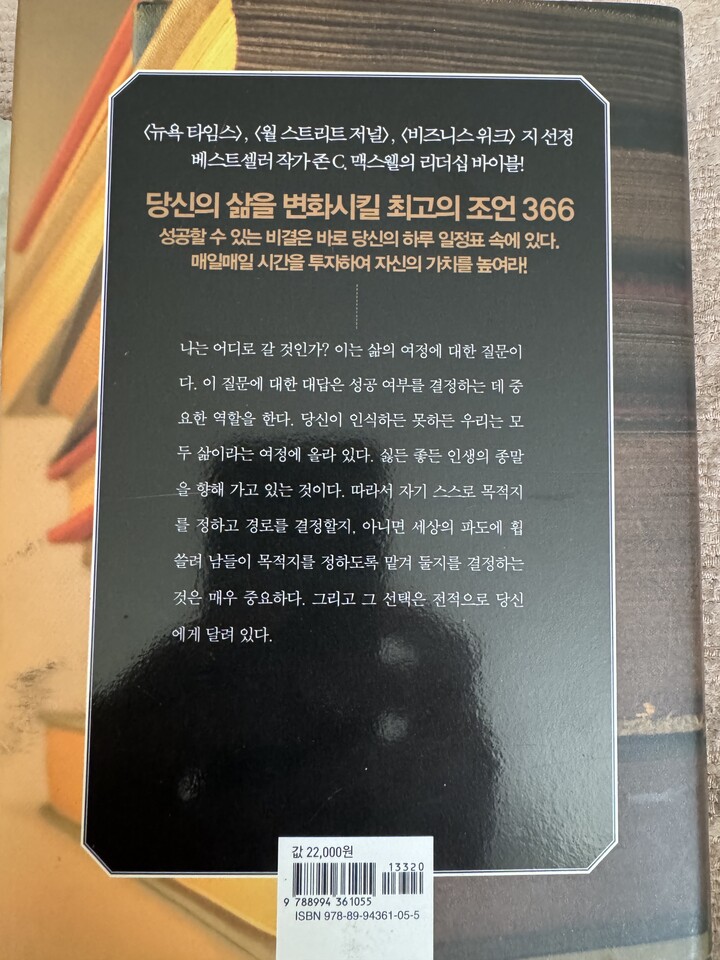 〈뉴욕 타임스〉, 〈월 스트리트 저널〉, 〈비즈니스 위크〉 지 선정
베스트셀러 작가 존 C. 맥스웰의 리더십 바이블!
당신의 삶을 변화시킬 최고의 조언 366
성공할 수 있는 비결은 바로 당신의 하루 일정표 속에 있다.
매일매일 시간을 투자하여 자신의 가치를 높여라!
나는 어디로 갈 것인가? 이는 삶의 여정에 대한 질문이
다. 이 질문에 대한 대답은 성공 여부를 결정하는 데 중
요한 역할을 한다. 당신이 인식하든 못하든 우리는 모
두 삶이라는 여정에 올라 있다. 싫든 좋든 인생의 종말
을 향해 가고 있는 것이다. 따라서 자기 스스로 목적지
를 정하고 경로를 결정할지, 아니면 세상의 파도에 휩
쓸려 남들이 목적지를 정하도록 맡겨 둘지를 결정하는
것은 매우 중요하다. 그리고 그 선택은 전적으로 당신
에게 달려 있다.
값 22,000원
13320
9 788994 361055
ISBN 978-89-94361-05-5